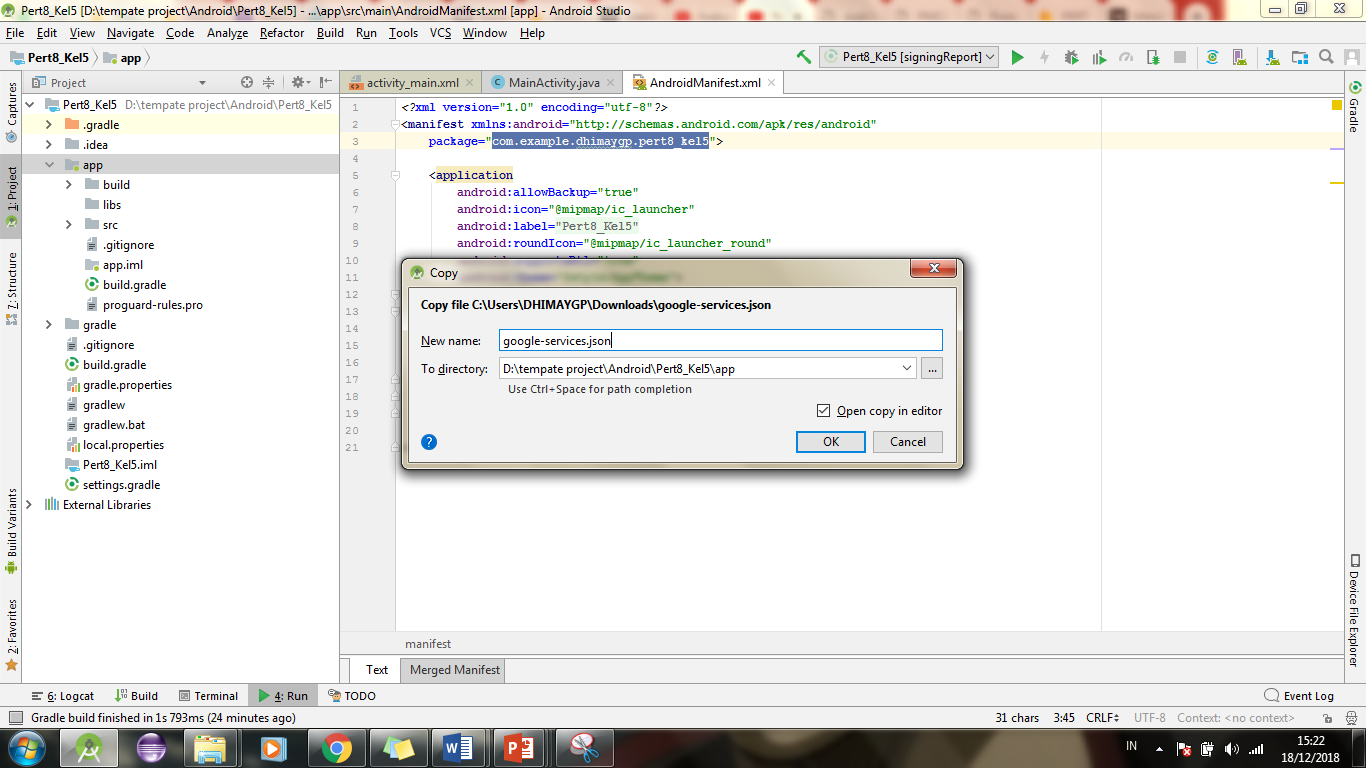 Pert8_Kel5 [D:\tempate project\Android\Pert8_Kel5] - ...\app\src\main\AndroidManifest.xml [app] - Android Studio
File Edit View Navigate Code Analyze Refactor Build Run Tools VCS Window Help
Pert8_Kel5 app
Pert8_Kel5 [signingReport]
Project
activity_main.xml
MainActivity.java
AndroidManifest.xml
Captures
1: Project
7: Structure
Build Variants
2: Favorites
Gradle
Device File Explorer
Pert8_Kel5 D:\tempate project\Android\Pert8_Kel5
.gradle
.idea
app
build
libs
src
.gitignore
app.iml
build.gradle
proguard-rules.pro
gradle
.gitignore
build.gradle
gradle.properties
gradlew
gradlew.bat
local.properties
Pert8_Kel5.iml
settings.gradle
External Libraries
1 <?xml version="1.0" encoding="utf-8"?>
2 <manifest xmlns:android="http://schemas.android.com/apk/res/android"
3 package="com.example.dhimaygp.pert8_kel5">
4
5 <application
6 android:allowBackup="true"
7 android:icon="@mipmap/ic_launcher"
8 android:label="Pert8_Kel5"
9 android:roundIcon="@mipmap/ic_launcher_round"
10
11
12
13
14
15
16
17
18
19
20
21
Copy
Copy file C:\Users\DHIMAYGP\Downloads\google-services.json
New name: google-services.json
To directory: D:\tempate project\Android\Pert8_Kel5\app
...
Use Ctrl+Space for path completion
Open copy in editor
?
OK
Cancel
manifest
Text
Merged Manifest
6: Logcat
Build
Terminal
4: Run
TODO
Event Log
Gradle build finished in 1s 793ms (24 minutes ago)
31 chars 3:45 CRLF÷ UTF-8 Context: <no context>
IN
15:22
18/12/2018